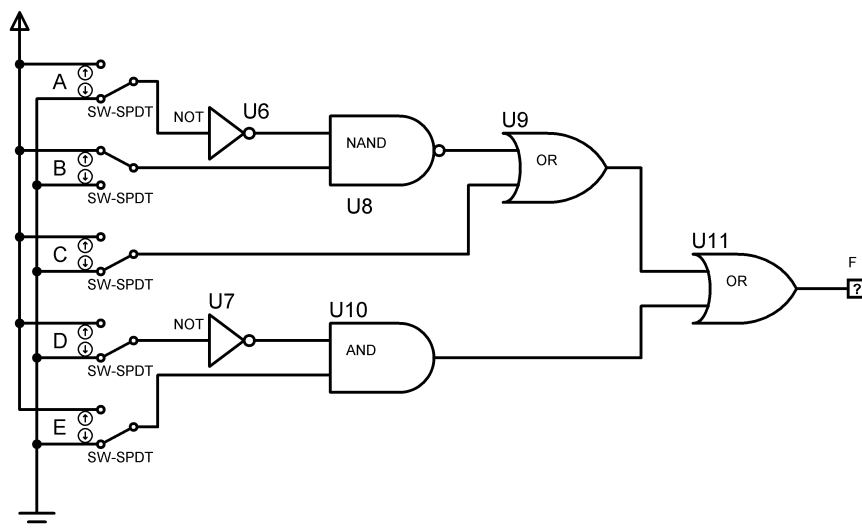 A
SW-SPDT
NOT
U6
NAND
U8
U9
OR
B
SW-SPDT
C
SW-SPDT
U11
OR
F
?
D
SW-SPDT
NOT
U7
U10
AND
E
SW-SPDT